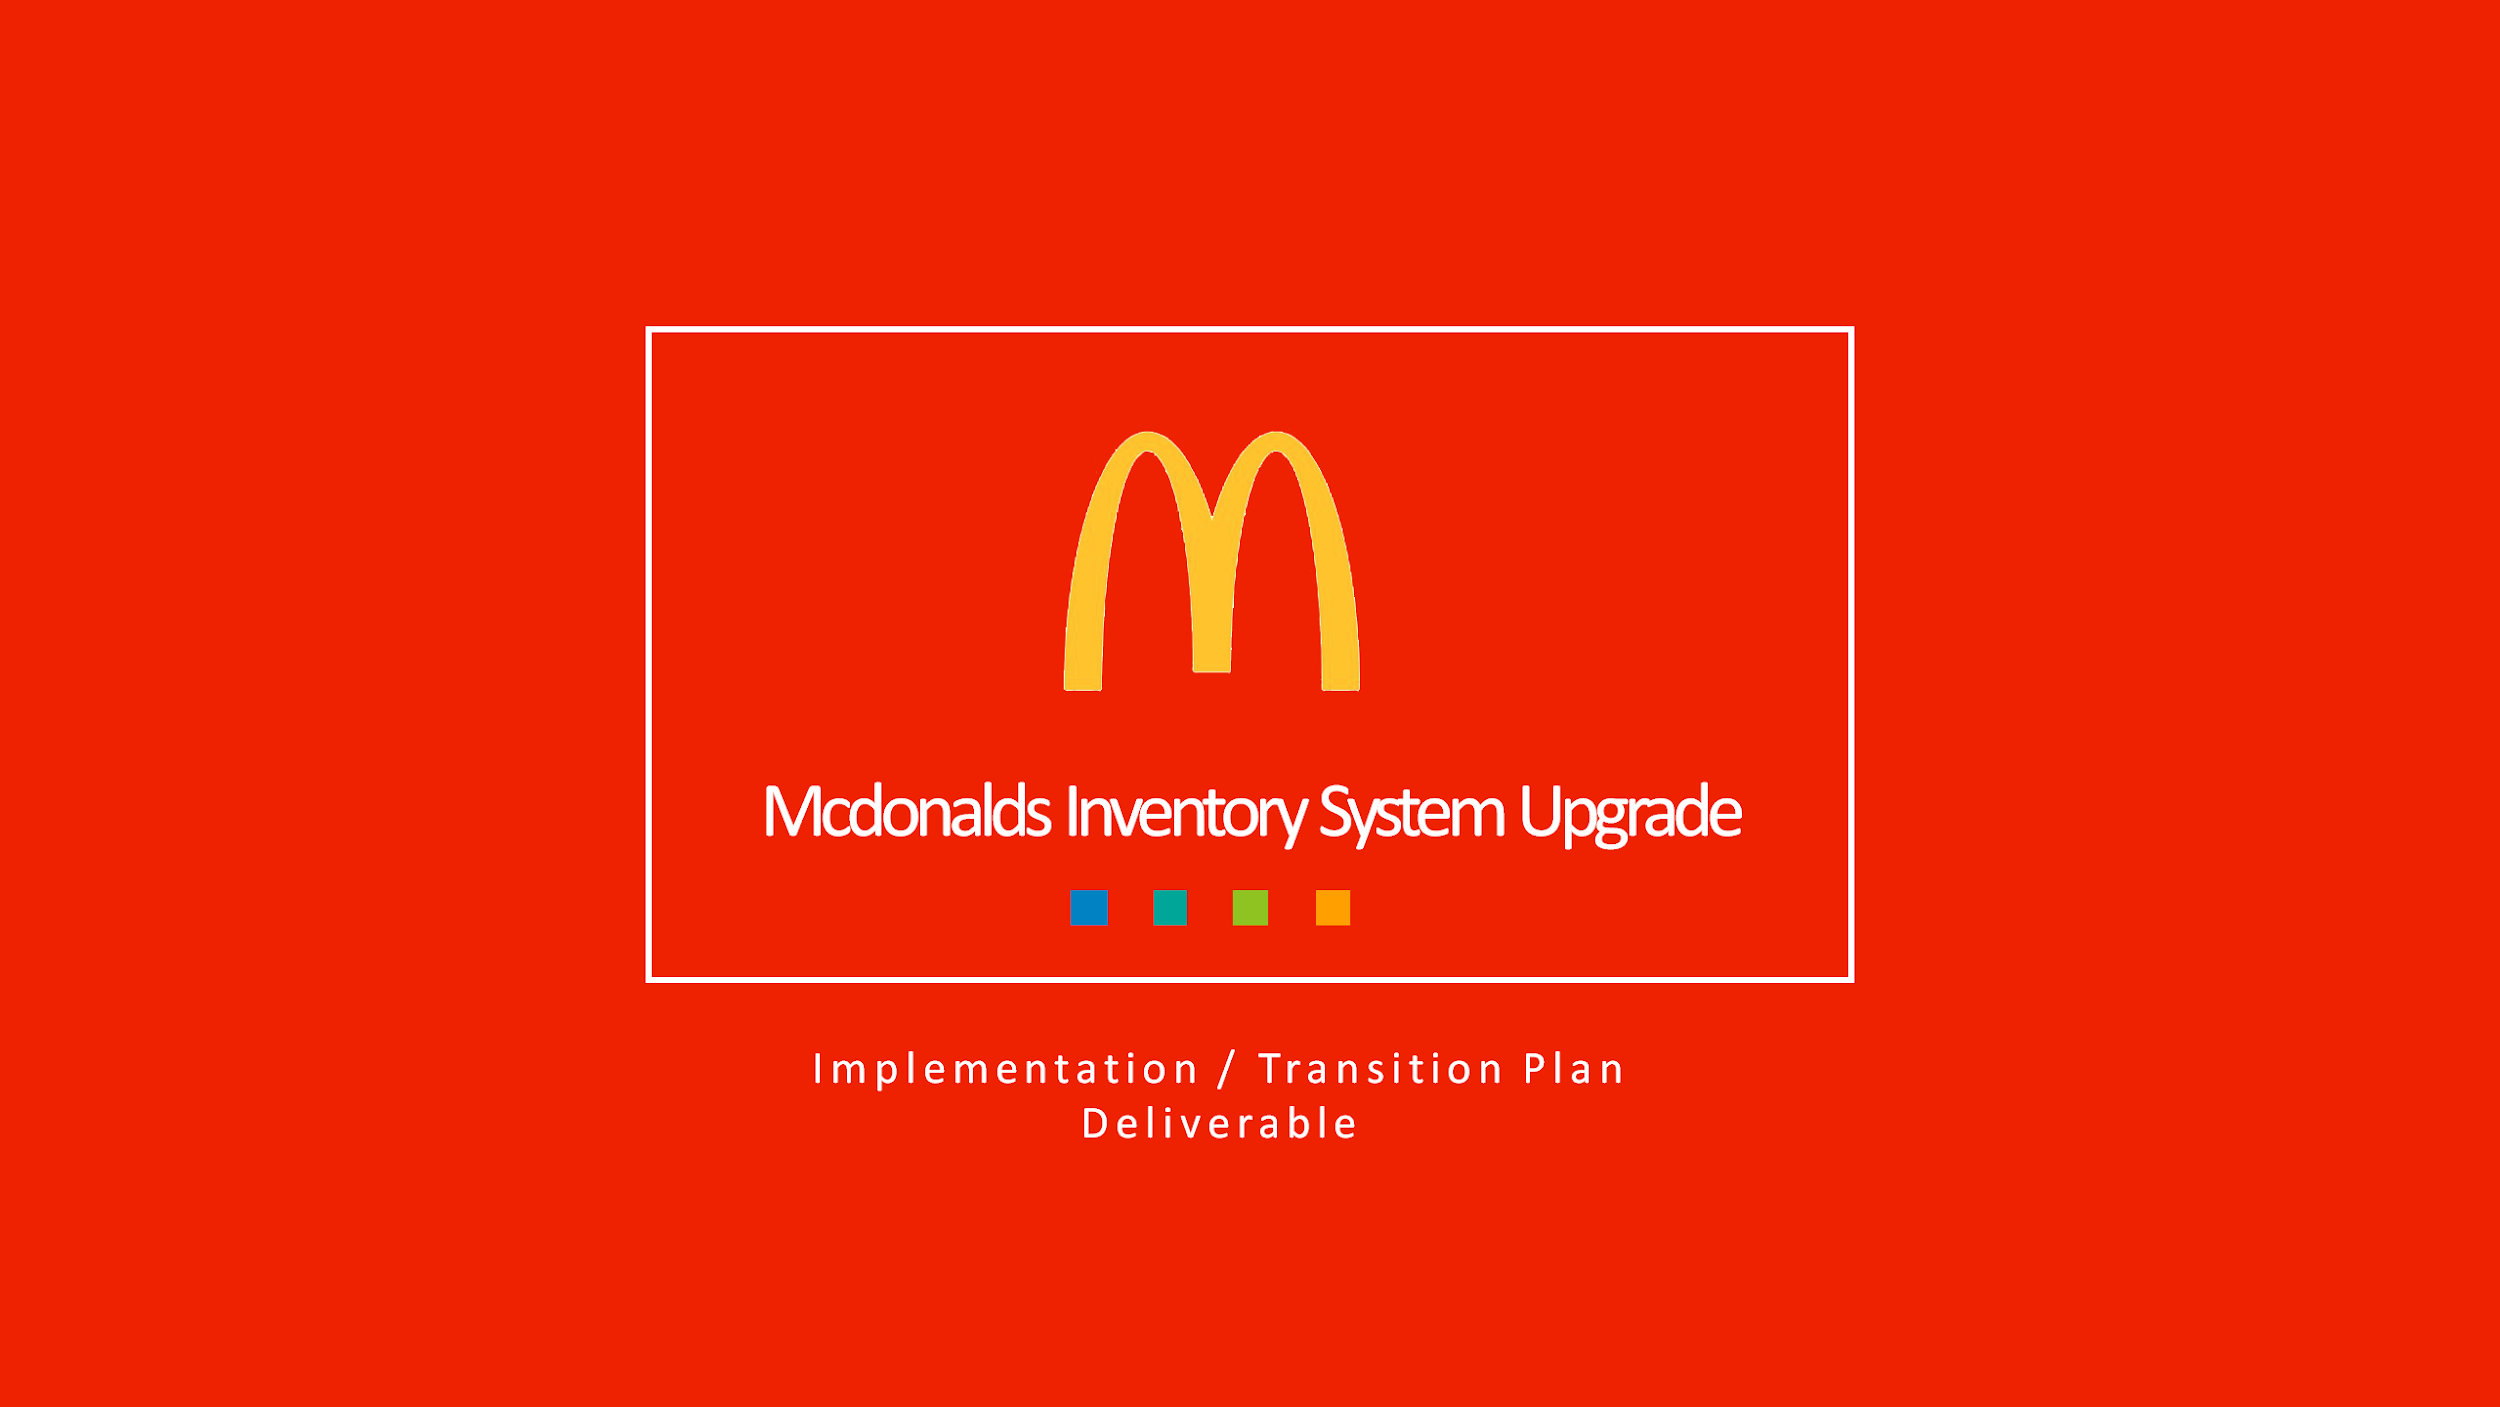 Mcdonalds Inventory System Upgrade
Implementation / Transition Plan
Deliverable